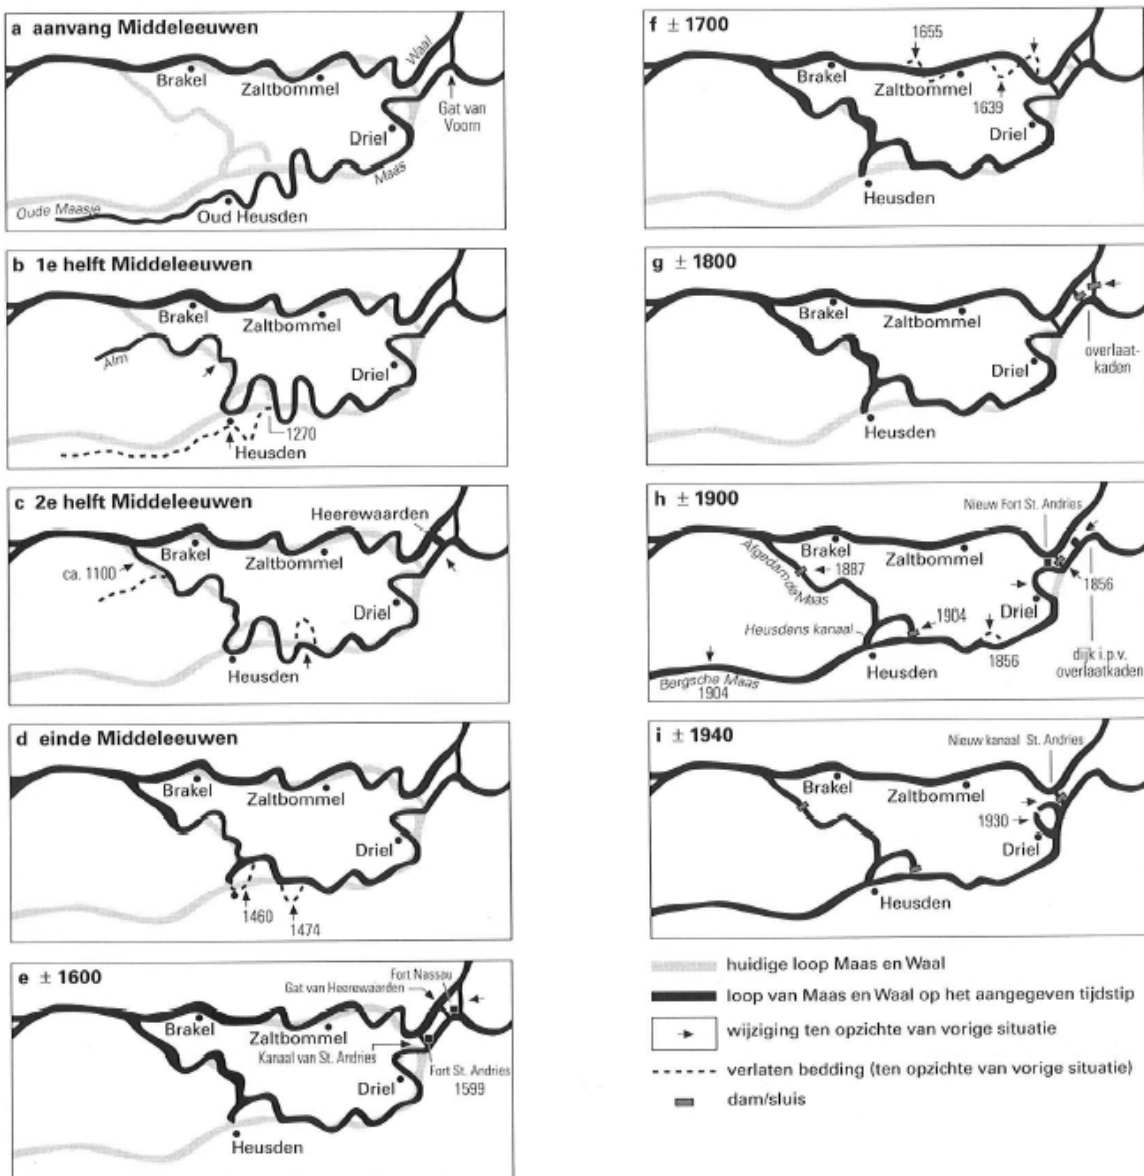 a aanvang Middeleeuwen
Waal
Brakel
Zaltbommel
Gat van
Voorn
Driel
Maas
Oude Maasje
Oud Heusden
b 1e helft Middeleeuwen
Brakel
Zaltbommel
Alm
Driel
1270
Heusden
c 2e helft Middeleeuwen
Heerewaarden
Brakel
Zaltbommel
ca. 1100
Driel
Heusden
d einde Middeleeuwen
Brakel
Zaltbommel
Driel
1460
1474
e ± 1600
Fort Nassau
Gat van Heerewaarden
Brakel
Zaltbommel
Kanaal van St. Andries
Driel
Fort St. Andries
1599
Heusden
f ± 1700
1655
Brakel
Zaltbommel
1639
Driel
Heusden
g ± 1800
Brakel
Zaltbommel
overlaat-
kaden
Driel
Heusden
h ± 1900
Nieuw Fort St. Andries
Brakel
Zaltbommel
1887
Afgedamde Maas
1856
Driel
1904
Heusdens kanaal
Heusden
1856
dijk i.p.v.
overlaatkaden
Bergsche Maas
1904
i ± 1940
Nieuw kanaal St. Andries
Brakel
Zaltbommel
1930
Driel
Heusden
huidige loop Maas en Waal
loop van Maas en Waal op het aangegeven tijdstip
wijziging ten opzichte van vorige situatie
verlaten bedding (ten opzichte van vorige situatie)
dam/sluis